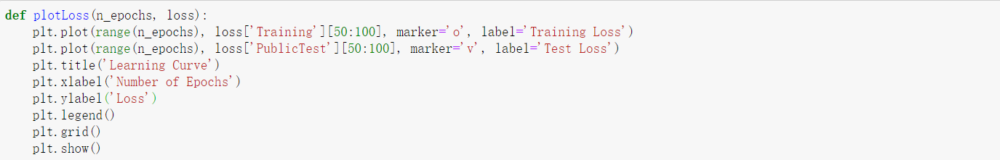 def plotLoss(n_epochs, loss):
    plt.plot(range(n_epochs), loss['Training'][50:100], marker='o', label='Training Loss')
    plt.plot(range(n_epochs), loss['PublicTest'][50:100], marker='v', label='Test Loss')
    plt.title('Learning Curve')
    plt.xlabel('Number of Epochs')
    plt.ylabel('Loss')
    plt.legend()
    plt.grid()
    plt.show()